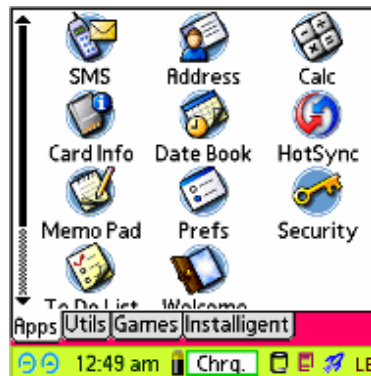 SMS Address Calc
Card Info Date Book HotSync
Memo Pad Prefs Security
To Do List Welcome
Apps Utils Games Installigent
12:49 am Chrg. LE